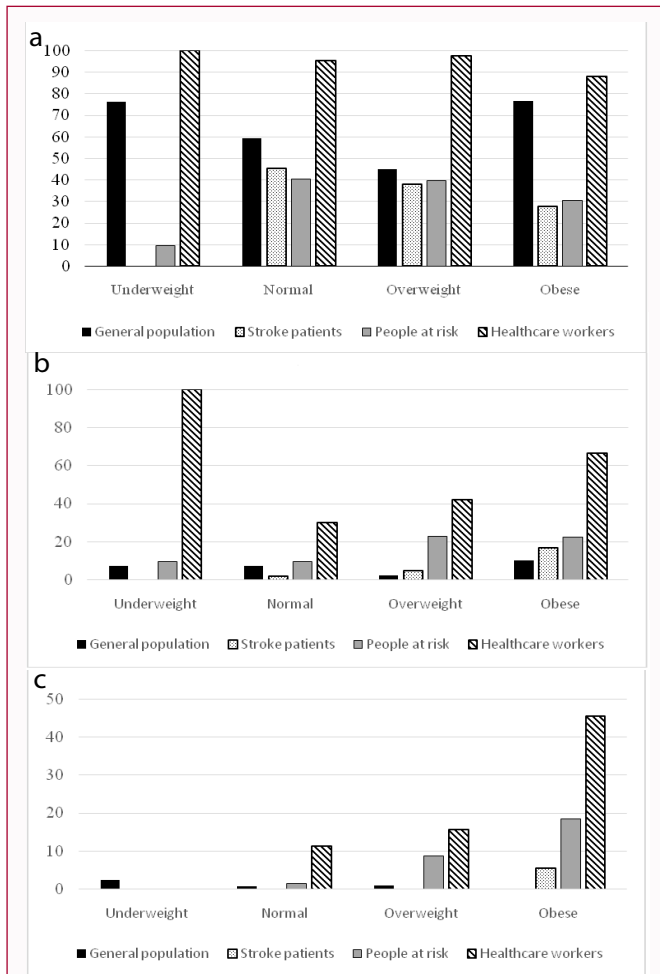 a
100
90
80
70
60
50
40
30
20
10
0
Underweight Normal Overweight Obese
General population Stroke patients People at risk Healthcare workers
b
100
80
60
40
20
0
Underweight Normal Overweight Obese
General population Stroke patients People at risk Healthcare workers
c
50
40
30
20
10
0
Underweight Normal Overweight Obese
General population Stroke patients People at risk Healthcare workers